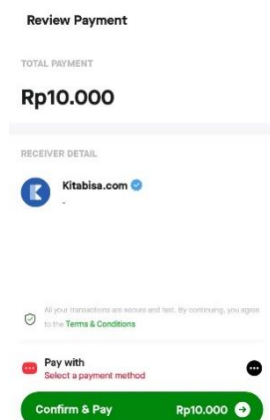 Review Payment
TOTAL PAYMENT
Rp10.000
RECEIVER DETAIL
Kitabisa.com
-
All your transactions are secure and fast. By continuing, you agree
to the Terms & Conditions
Pay with
Select a payment method
Confirm & Pay Rp10.000